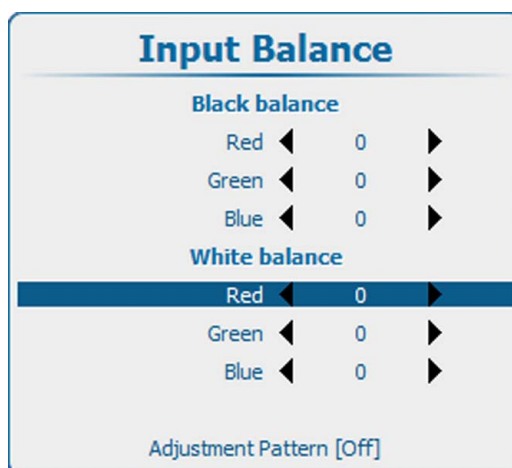 Input Balance
Black balance
Red 0
Green 0
Blue 0
White balance
Red 0
Green 0
Blue 0
Adjustment Pattern [Off]